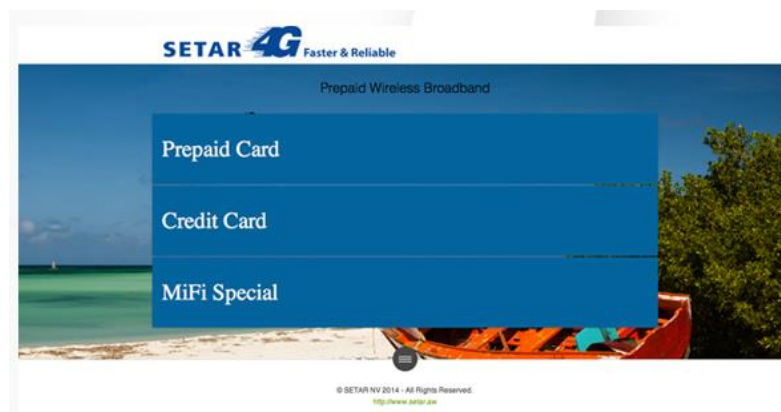 SETAR 4G Faster & Reliable
Prepaid Wireless Broadband
Prepaid Card
Credit Card
MiFi Special
© SETAR NV 2014 - All Rights Reserved.
http://www.setar.aw